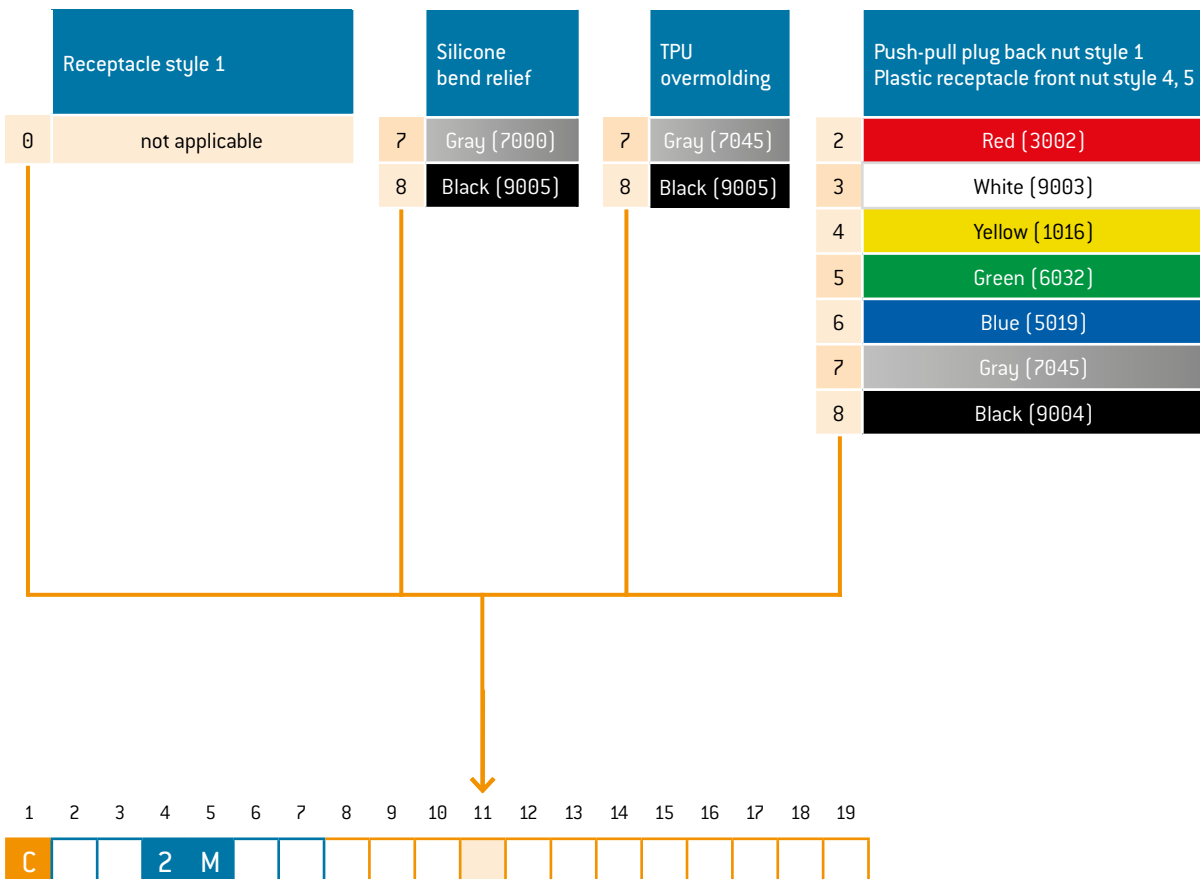 Receptacle style 1
0 not applicable
Silicone
bend relief
7 Gray (7000)
8 Black (9005)
TPU
overmolding
7 Gray (7045)
8 Black (9005)
Push-pull plug back nut style 1
Plastic receptacle front nut style 4, 5
2 Red (3002)
3 White (9003)
4 Yellow (1016)
5 Green (6032)
6 Blue (5019)
7 Gray (7045)
8 Black (9004)
1 2 3 4 5 6 7 8 9 10 11 12 13 14 15 16 17 18 19
C 2 M